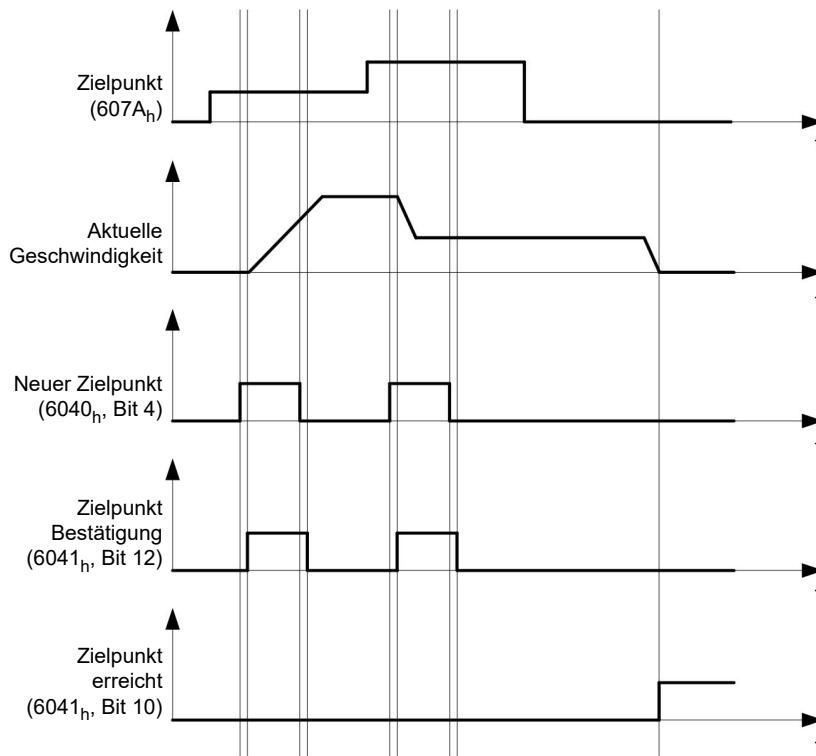 Zielpunkt
(607Ah)
Aktuelle
Geschwindigkeit
Neuer Zielpunkt
(6040h, Bit 4)
Zielpunkt
Bestätigung
(6041h, Bit 12)
Zielpunkt
erreicht
(6041h, Bit 10)